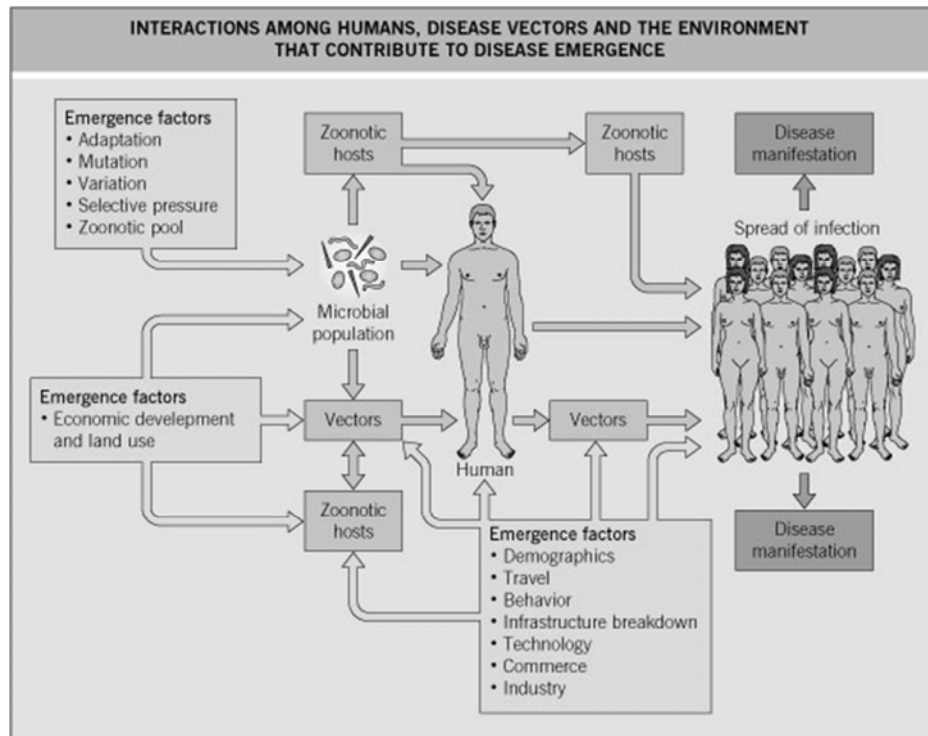 INTERACTIONS AMONG HUMANS, DISEASE VECTORS AND THE ENVIRONMENT
THAT CONTRIBUTE TO DISEASE EMERGENCE
Emergence factors
• Adaptation
• Mutation
• Variation
• Selective pressure
• Zoonotic pool
Zoonotic
hosts
Zoonotic
hosts
Disease
manifestation
Spread of infection
Microbial
population
Emergence factors
• Economic develepment
and land use
Vectors
Human
Vectors
Zoonotic
hosts
Emergence factors
• Demographics
• Travel
• Behavior
• Infrastructure breakdown
• Technology
• Commerce
• Industry
Disease
manifestation